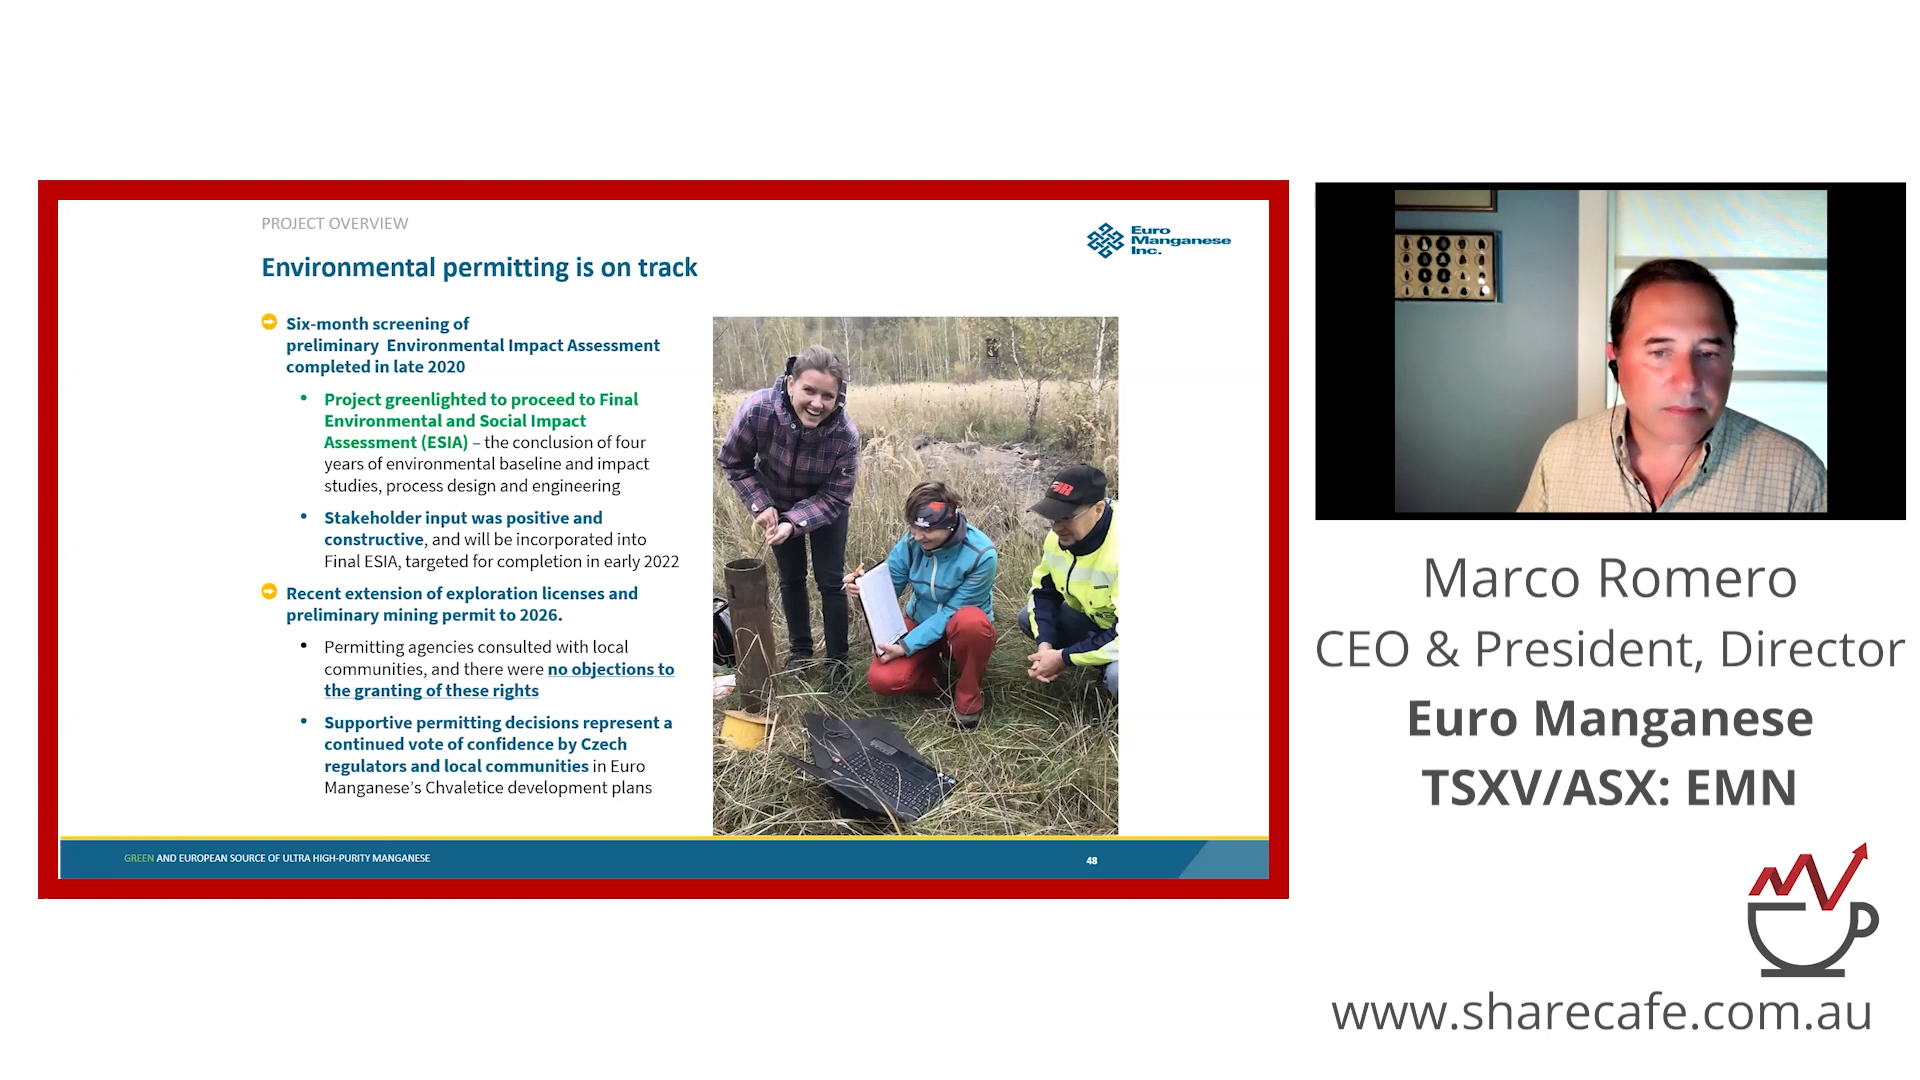 PROJECT OVERVIEW
Euro
Manganese
Inc.
Environmental permitting is on track
Six-month screening of
preliminary Environmental Impact Assessment
completed in late 2020
• Project greenlighted to proceed to Final
Environmental and Social Impact
Assessment (ESIA) – the conclusion of four
years of environmental baseline and impact
studies, process design and engineering
• Stakeholder input was positive and
constructive, and will be incorporated into
Final ESIA, targeted for completion in early 2022
Recent extension of exploration licenses and
preliminary mining permit to 2026.
• Permitting agencies consulted with local
communities, and there were no objections to
the granting of these rights
• Supportive permitting decisions represent a
continued vote of confidence by Czech
regulators and local communities in Euro
Manganese's Chvaletice development plans
GREEN AND EUROPEAN SOURCE OF ULTRA HIGH-PURITY MANGANESE
48
Marco Romero
CEO & President, Director
Euro Manganese
TSXV/ASX: EMN
www.sharecafe.com.au